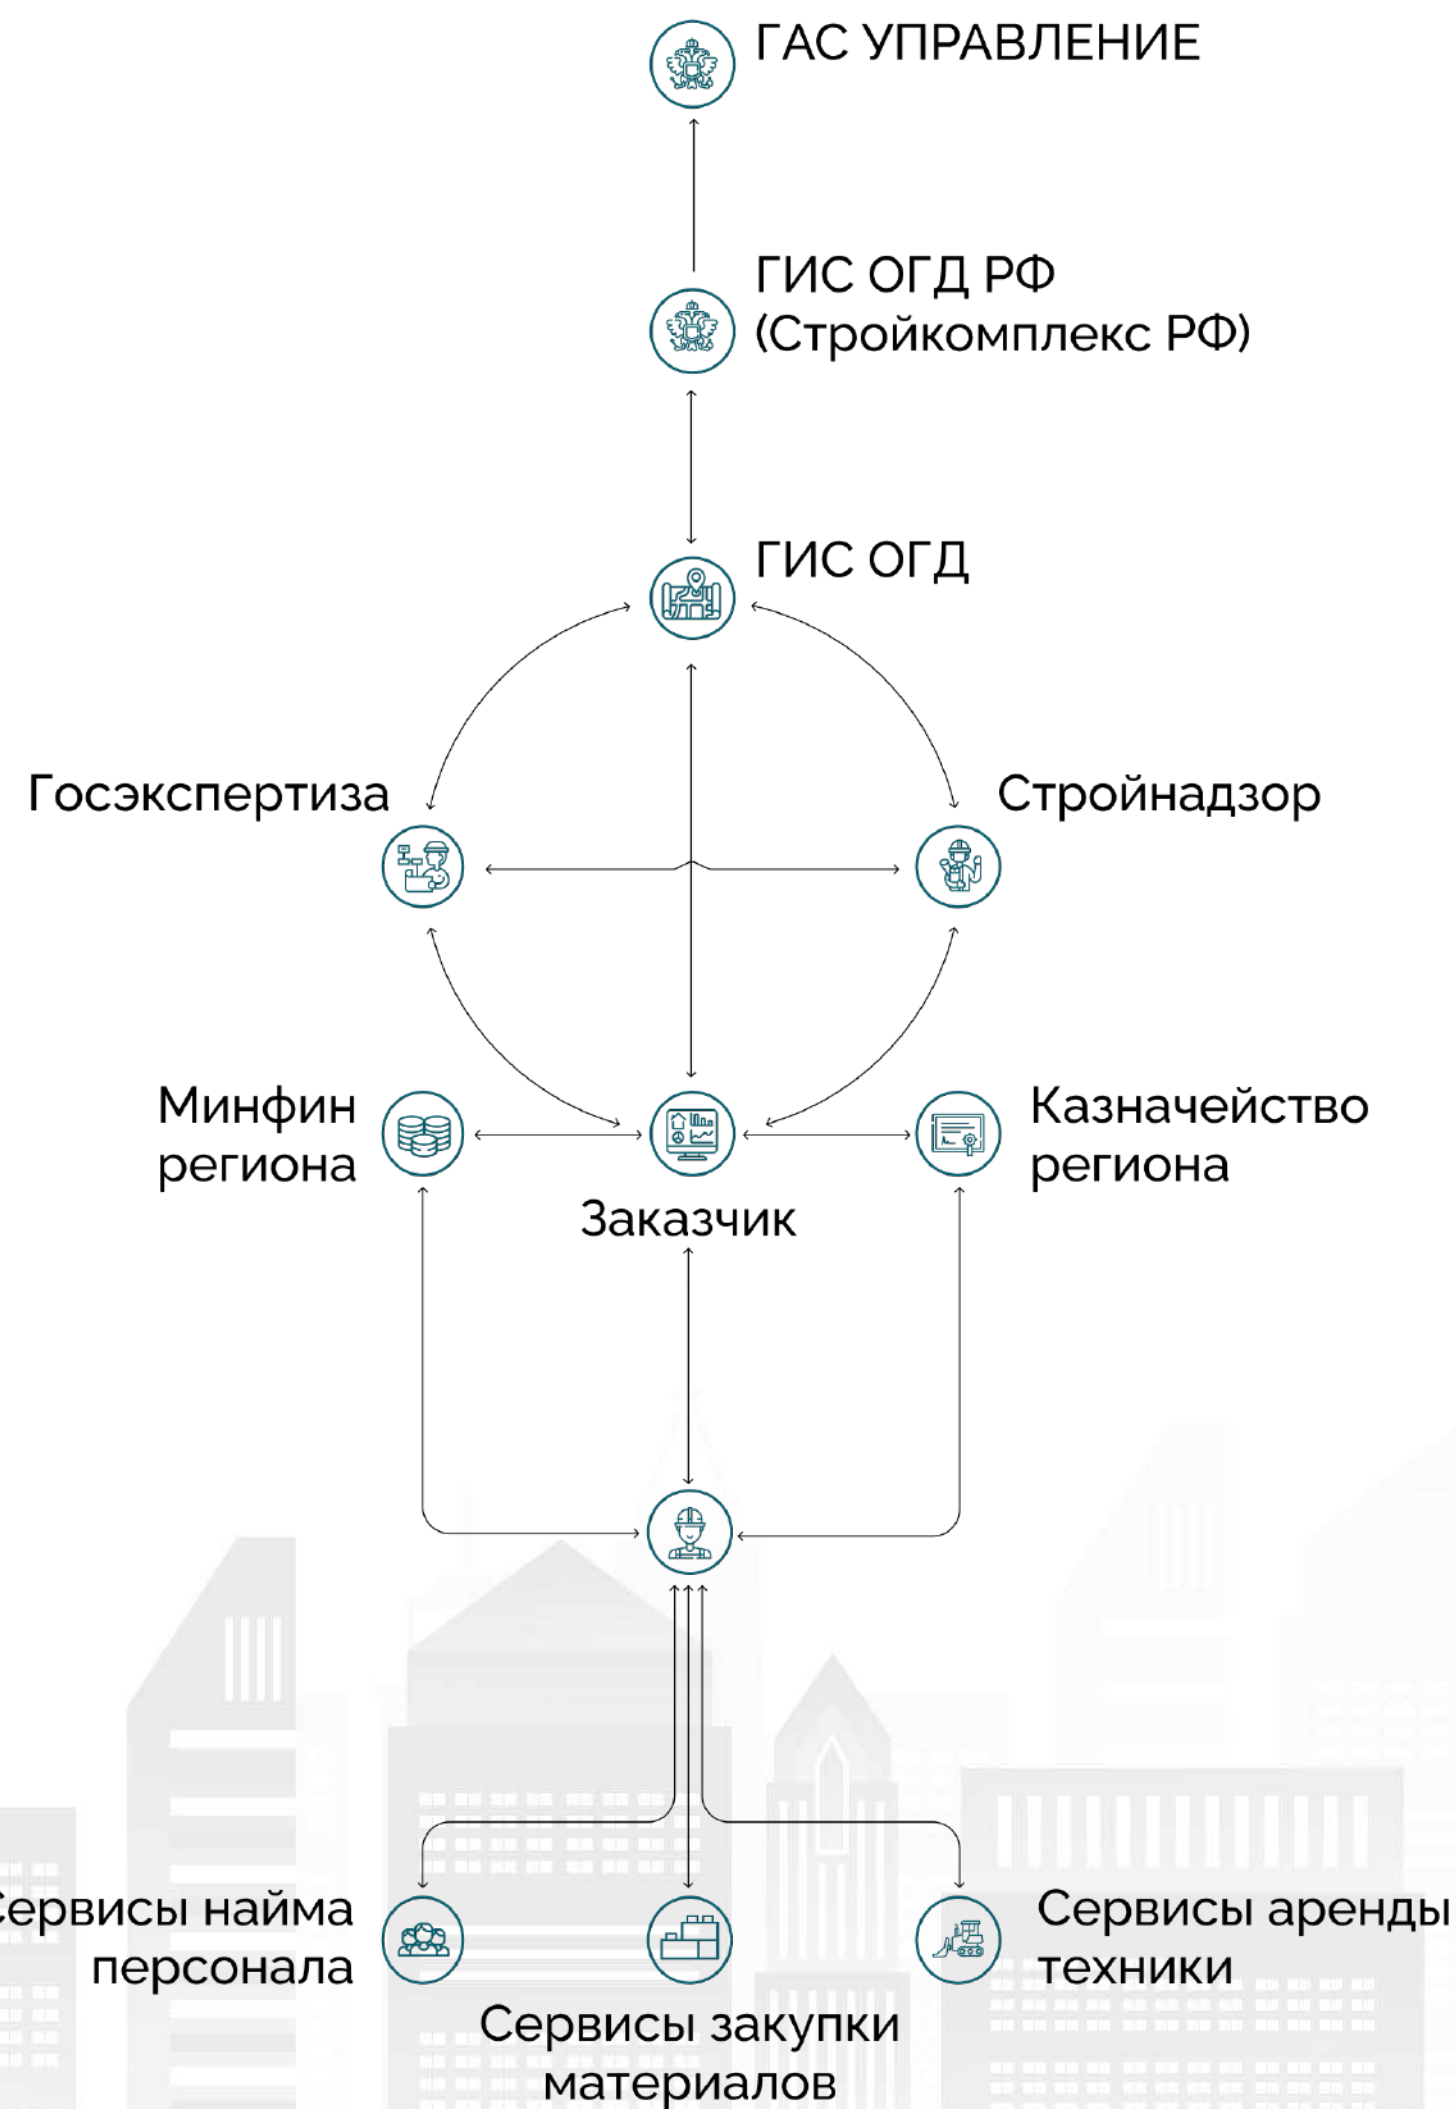 ГАС УПРАВЛЕНИЕ
ГИС ОГД РФ
(Стройкомплекс РФ)
ГИС ОГД
Госэкспертиза
Стройнадзор
Минфин
региона
Казначейство
региона
Заказчик
Сервисы найма
персонала
Сервисы аренды
техники
Сервисы закупки
материалов